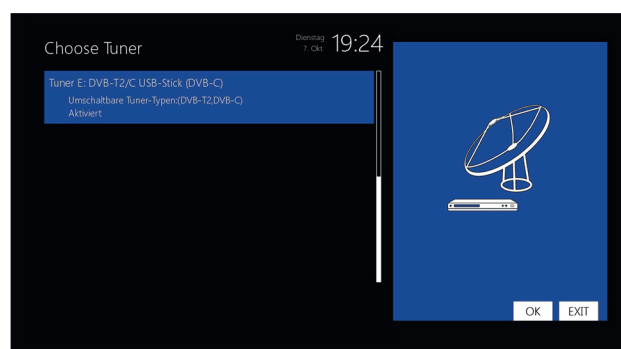 Choose Tuner
Dienstag
7. Okt.
19:24
Tuner E: DVB-T2/C USB-Stick (DVB-C)
Umschaltbare Tuner-Typen:(DVB-T2,DVB-C)
Aktiviert
OK
EXIT